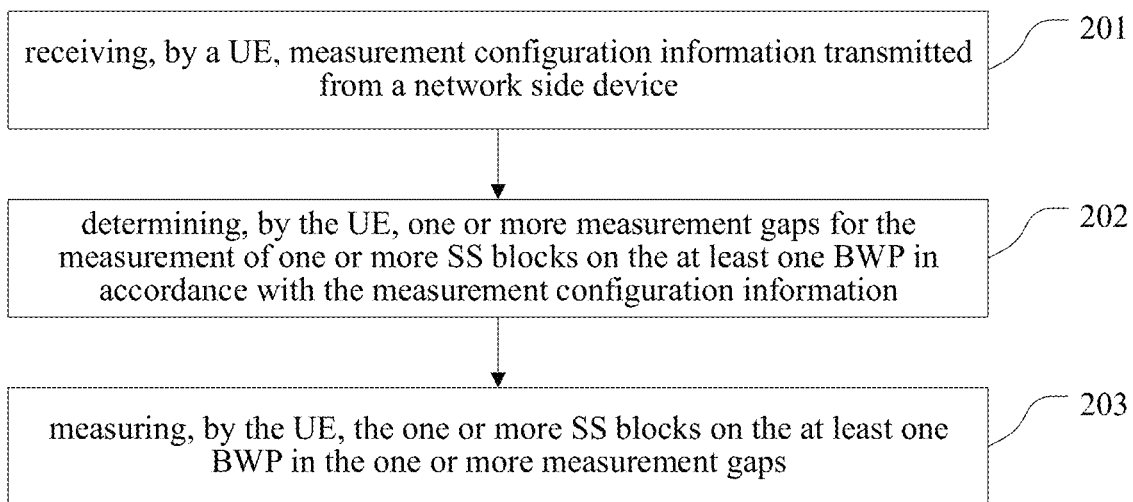 receiving, by a UE, measurement configuration information transmitted
from a network side device
201
determining, by the UE, one or more measurement gaps for the
measurement of one or more SS blocks on the at least one BWP in
accordance with the measurement configuration information
202
measuring, by the UE, the one or more SS blocks on the at least one
BWP in the one or more measurement gaps
203